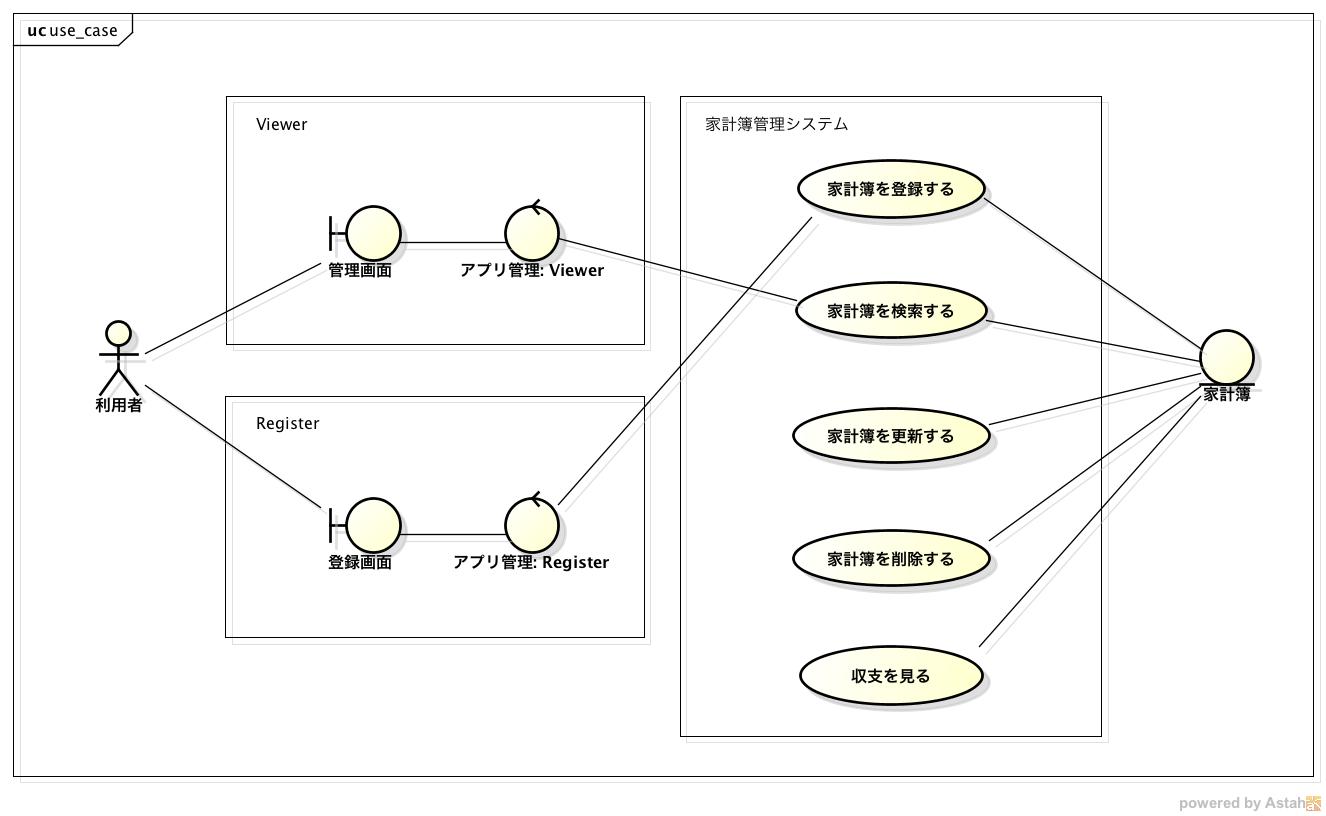 uc use_case
Viewer
管理画面
アプリ管理: Viewer
利用者
Register
登録画面
アプリ管理: Register
家計簿管理システム
家計簿を登録する
家計簿を検索する
家計簿を更新する
家計簿を削除する
収支を見る
家計簿
powered by Astah